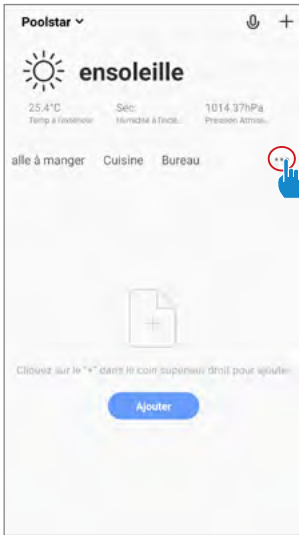 Poolstar
ensoleille
25.4°C Sec: 1014.37hPa
Temp à l'extérieur Humidité à l'exté... Pression Atmos...
alle à manger Cuisine Bureau ...
Cliquez sur le "+" dans le coin supérieur droit pour ajouter
Ajouter